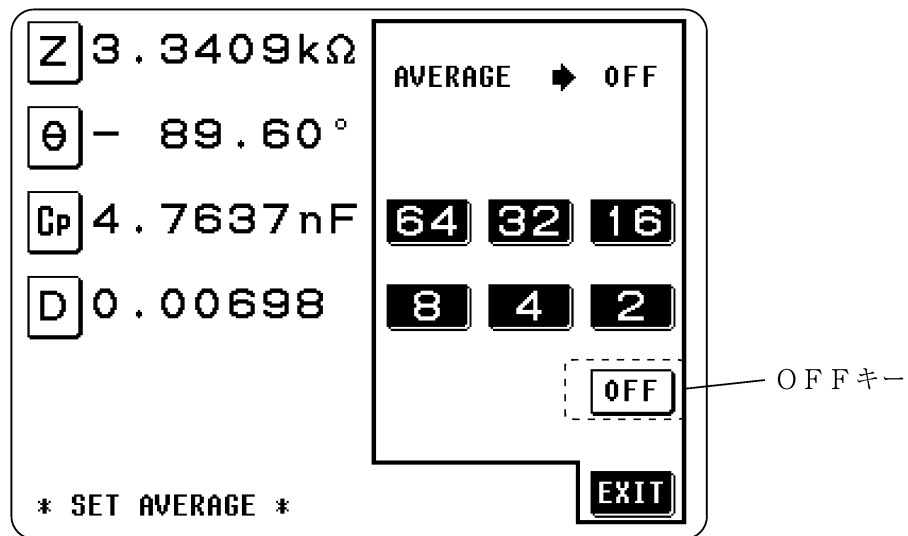 Z 3.3409kΩ
θ - 89.60°
Cp 4.7637nF
D 0.00698
* SET AVERAGE *
AVERAGE ➧ OFF
64 32 16
8 4 2
OFF
EXIT
OFFキー